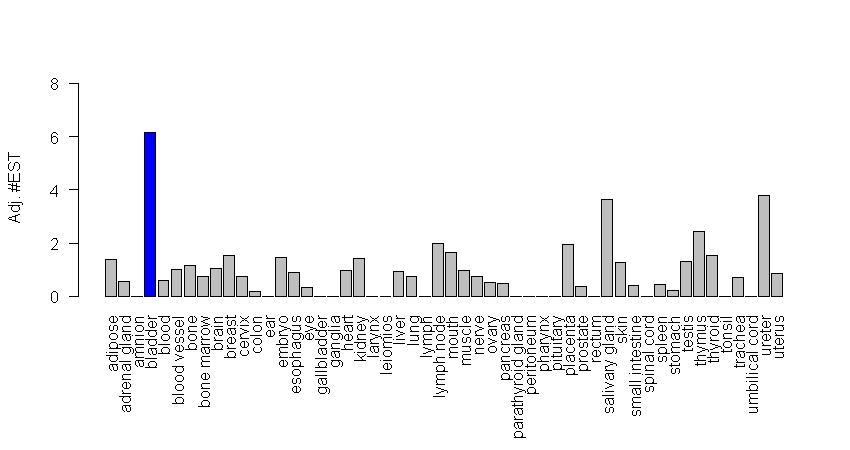 8
6
4
2
0
Adj. #EST
adipose
adrenal gland
amnion
bladder
blood
blood vessel
bone
bone marrow
brain
breast
cervix
colon
ear
embryo
esophagus
eye
gallbladder
ganglia
heart
kidney
larynx
leiomios
liver
lung
lymph
lymph node
mouth
muscle
nerve
ovary
pancreas
parathyroid gland
peritoneum
pharynx
pituitary
placenta
prostate
rectum
salivary gland
skin
small intestine
spinal cord
spleen
stomach
testis
thymus
thyroid
tonsil
trachea
umbilical cord
ureter
uterus